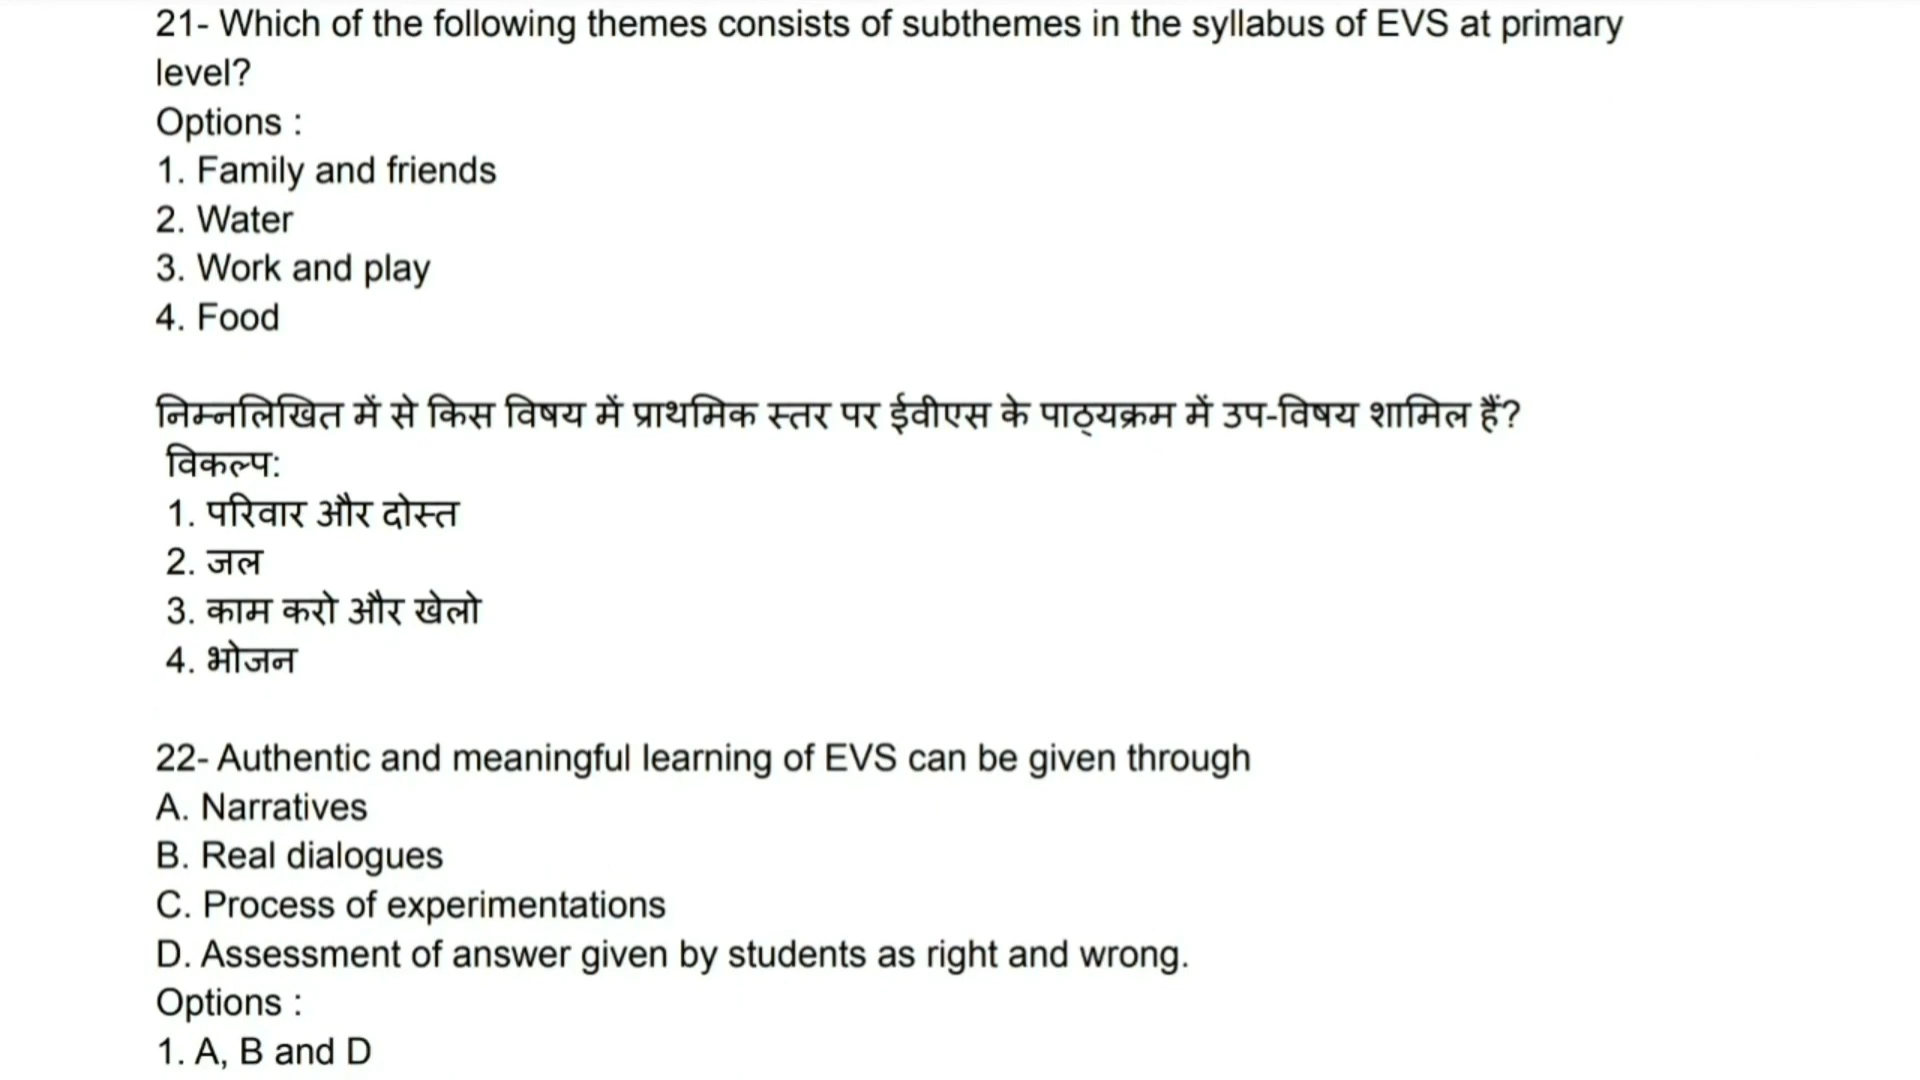 21- Which of the following themes consists of subthemes in the syllabus of EVS at primary
level?
Options :
1. Family and friends
2. Water
3. Work and play
4. Food
निम्नलिखित में से किस विषय में प्राथमिक स्तर पर ईवीएस के पाठ्यक्रम में उप-विषय शामिल हैं?
विकल्प:
1. परिवार और दोस्त
2. जल
3. काम करो और खेलो
4. भोजन
22- Authentic and meaningful learning of EVS can be given through
A. Narratives
B. Real dialogues
C. Process of experimentations
D. Assessment of answer given by students as right and wrong.
Options :
1. A, B and D